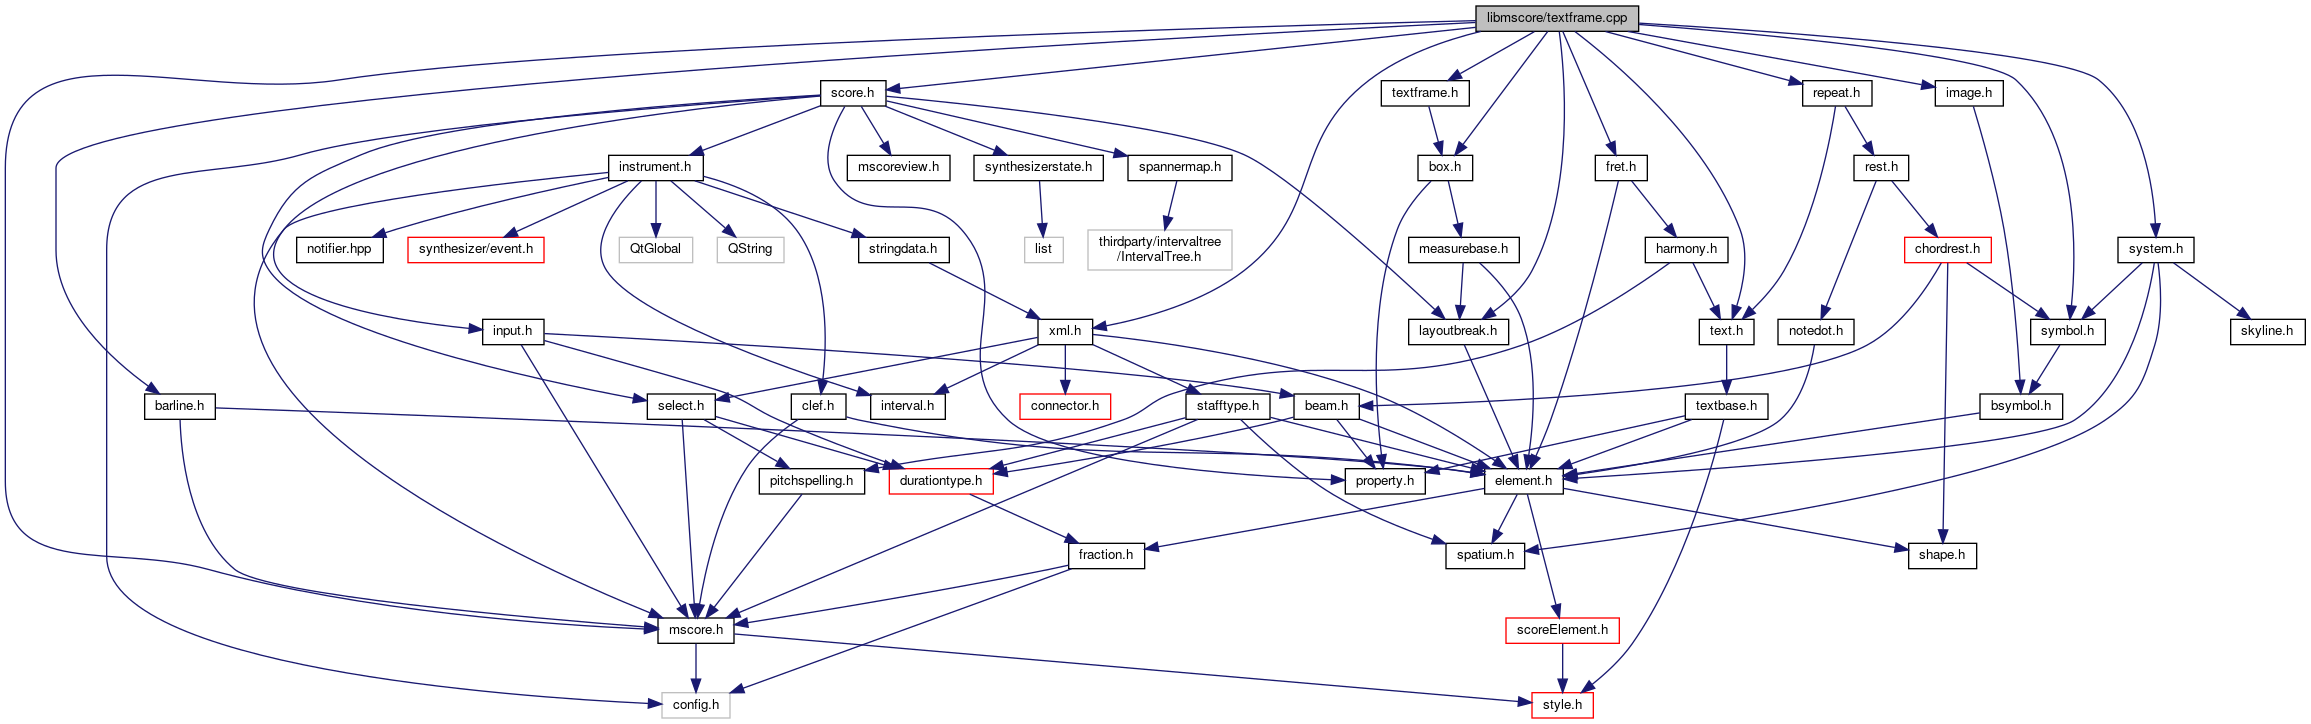 libmscore/textframe.cpp
score.h
textframe.h
repeat.h
image.h
instrument.h
mscoreview.h
synthesizerstate.h
spannermap.h
box.h
fret.h
rest.h
notifier.hpp
synthesizer/event.h
QtGlobal
QString
stringdata.h
list
thirdparty/intervaltree
/IntervalTree.h
measurebase.h
harmony.h
chordrest.h
system.h
input.h
xml.h
layoutbreak.h
text.h
notedot.h
symbol.h
skyline.h
barline.h
select.h
clef.h
interval.h
connector.h
stafftype.h
beam.h
textbase.h
bsymbol.h
pitchspelling.h
durationtype.h
property.h
element.h
fraction.h
spatium.h
shape.h
mscore.h
scoreElement.h
config.h
style.h